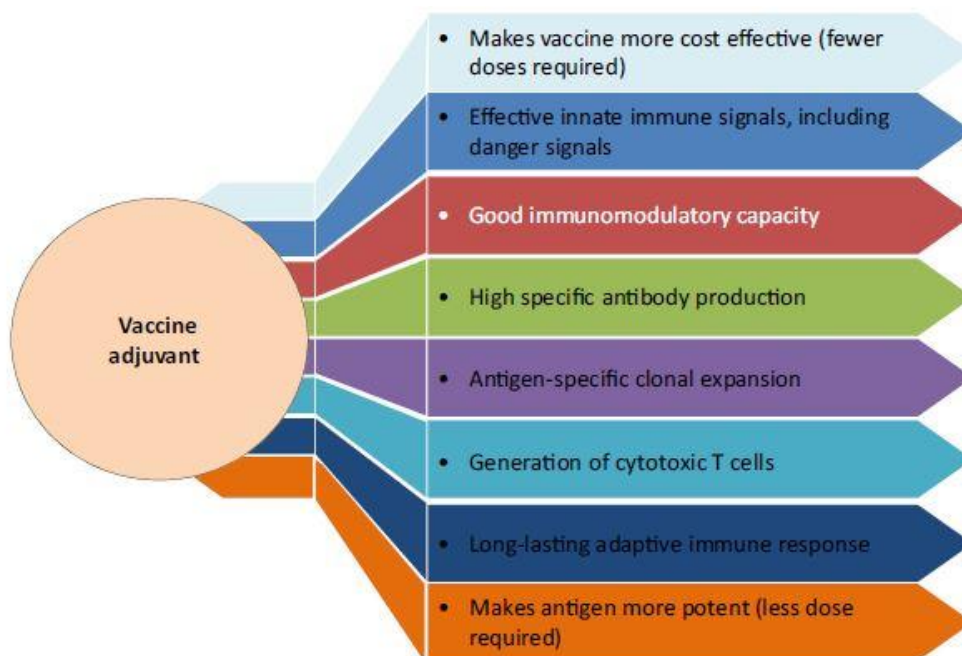 • Makes vaccine more cost effective (fewer
doses required)
• Effective innate immune signals, including
danger signals
• Good immunomodulatory capacity
• High specific antibody production
Vaccine
adjuvant
• Antigen-specific clonal expansion
• Generation of cytotoxic T cells
• Long-lasting adaptive immune response
• Makes antigen more potent (less dose
required)